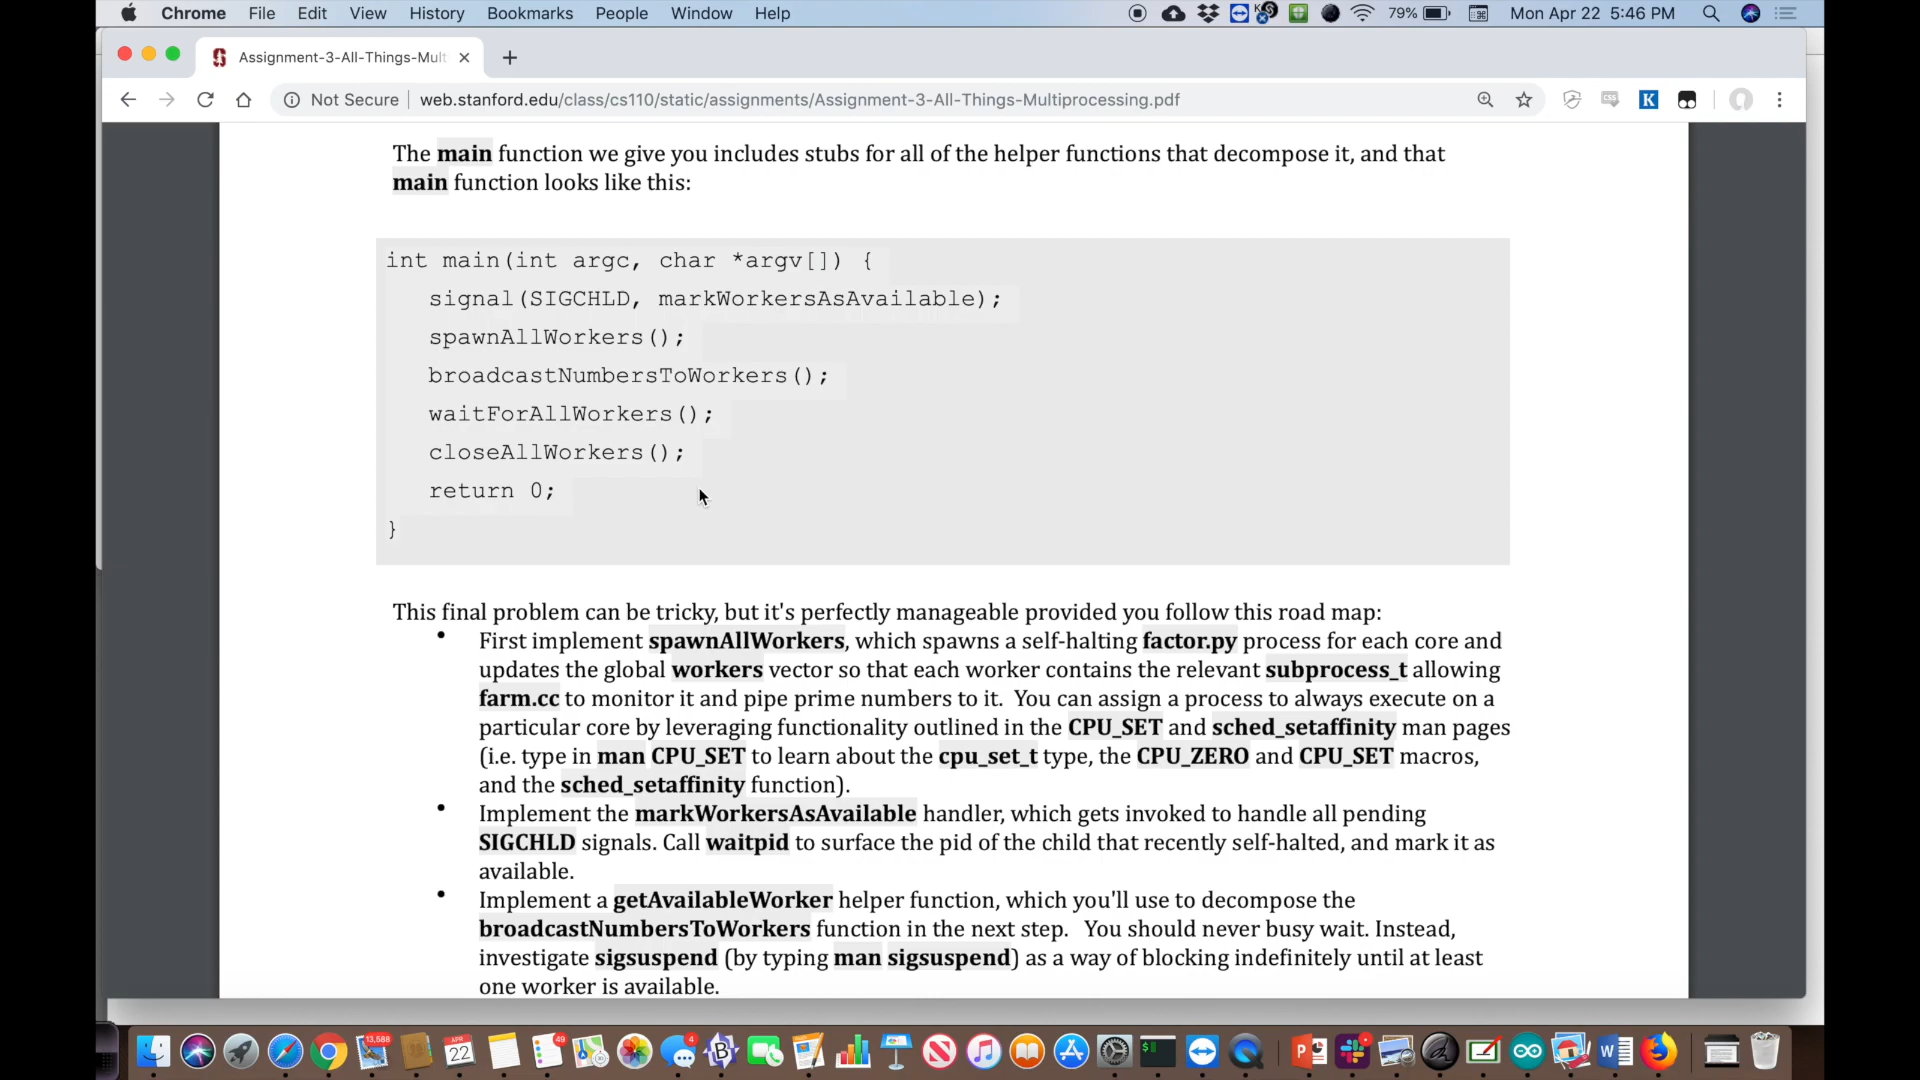 Chrome File Edit View History Bookmarks People Window Help 79% Mon Apr 22 5:46 PM
Assignment-3-All-Things-Mult
Not Secure web.stanford.edu/class/cs110/static/assignments/Assignment-3-All-Things-Multiprocessing.pdf
The main function we give you includes stubs for all of the helper functions that decompose it, and that
main function looks like this:
int main(int argc, char *argv[]) {
signal(SIGCHLD, markWorkersAsAvailable);
spawnAllWorkers();
broadcastNumbersToWorkers();
waitForAllWorkers();
closeAllWorkers();
return 0;
}
This final problem can be tricky, but it's perfectly manageable provided you follow this road map:
• First implement spawnAllWorkers, which spawns a self-halting factor.py process for each core and
updates the global workers vector so that each worker contains the relevant subprocess_t allowing
farm.cc to monitor it and pipe prime numbers to it. You can assign a process to always execute on a
particular core by leveraging functionality outlined in the CPU_SET and sched_setaffinity man pages
(i.e. type in man CPU_SET to learn about the cpu_set_t type, the CPU_ZERO and CPU_SET macros,
and the sched_setaffinity function).
• Implement the markWorkersAsAvailable handler, which gets invoked to handle all pending
SIGCHLD signals. Call waitpid to surface the pid of the child that recently self-halted, and mark it as
available.
• Implement a getAvailableWorker helper function, which you'll use to decompose the
broadcastNumbersToWorkers function in the next step. You should never busy wait. Instead,
investigate sigsuspend (by typing man sigsuspend) as a way of blocking indefinitely until at least
one worker is available.
13,588 APR 22 49 4